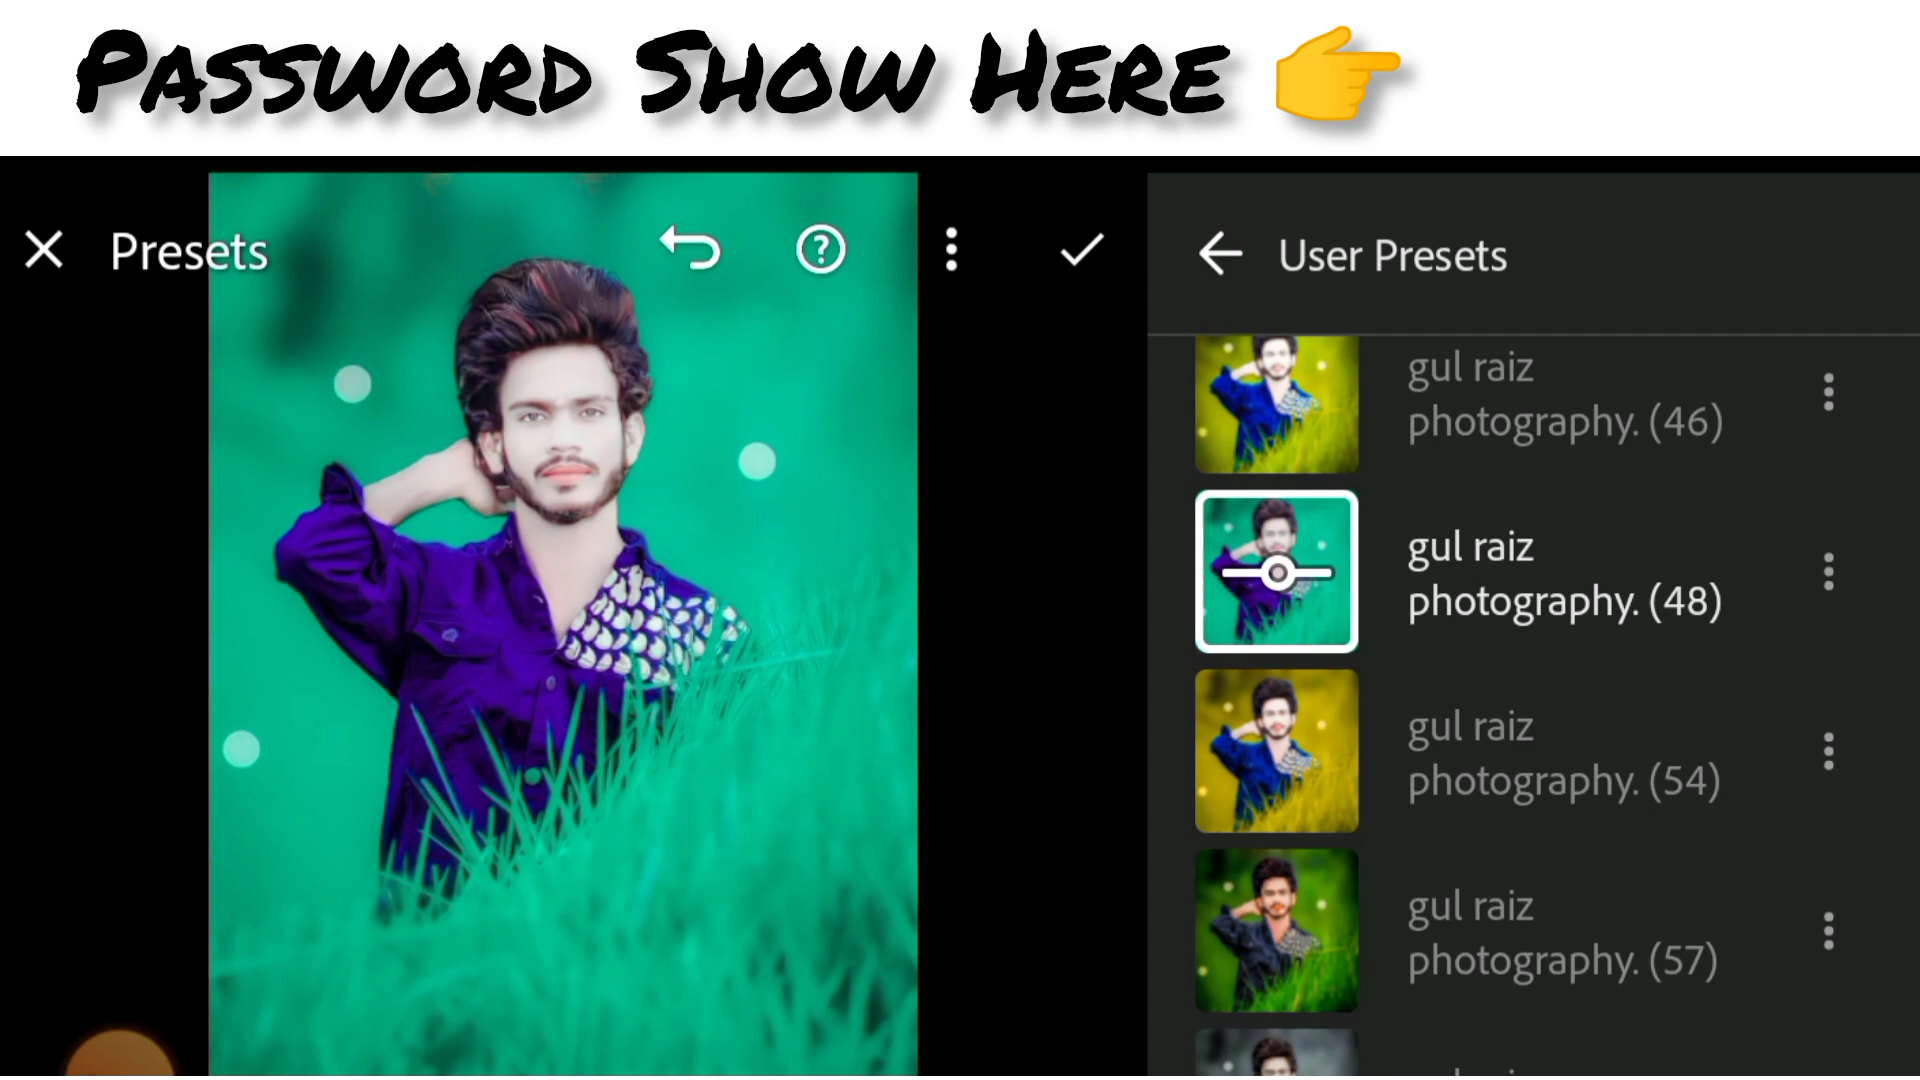 Password Show Here 👉
Presets
User Presets
gul raiz
photography. (46)
gul raiz
photography. (48)
gul raiz
photography. (54)
gul raiz
photography. (57)